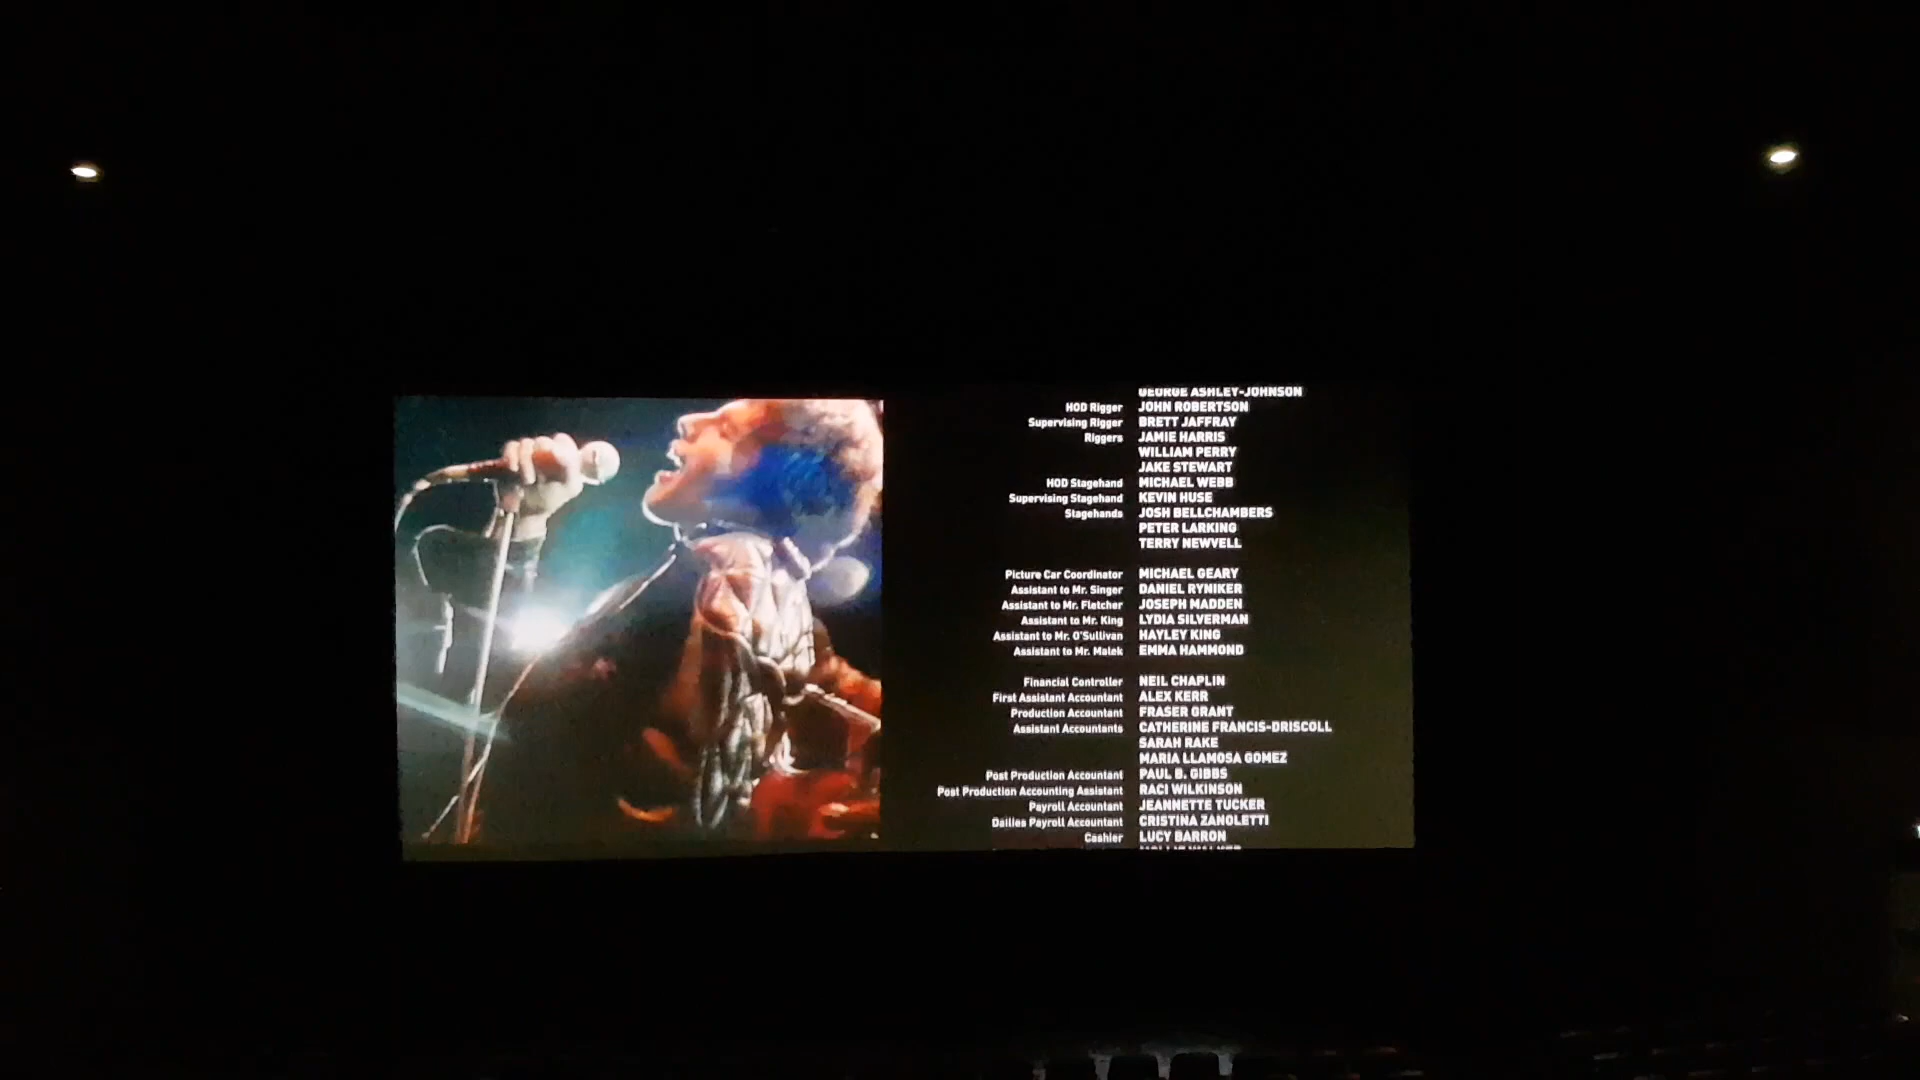 GEORGE ASHLEY-JOHNSON
HOD Rigger JOHN ROBERTSON
Supervising Rigger BRETT JAFFRAY
Riggers JAMIE HARRIS
WILLIAM PERRY
JAKE STEWART
HOD Stagehand MICHAEL WEBB
Supervising Stagehand KEVIN HUSE
Stagehands JOSH BELLCHAMBERS
PETER LARKING
TERRY NEWVELL
Picture Car Coordinator MICHAEL GEARY
Assistant to Mr. Singer DANIEL RYNIKER
Assistant to Mr. Fletcher JOSEPH MADDEN
Assistant to Mr. King LYDIA SILVERMAN
Assistant to Mr. O'Sullivan HAYLEY KING
Assistant to Mr. Malek EMMA HAMMOND
Financial Controller NEIL CHAPLIN
First Assistant Accountant ALEX KERR
Production Accountant FRASER GRANT
Assistant Accountants CATHERINE FRANCIS-DRISCOLL
SARAH RAKE
MARIA LLAMOSA GOMEZ
Post Production Accountant PAUL B. GIBBS
Post Production Accounting Assistant RACI WILKINSON
Payroll Accountant JEANNETTE TUCKER
Dailies Payroll Accountant CRISTINA ZANOLETTI
Cashier LUCY BARRON